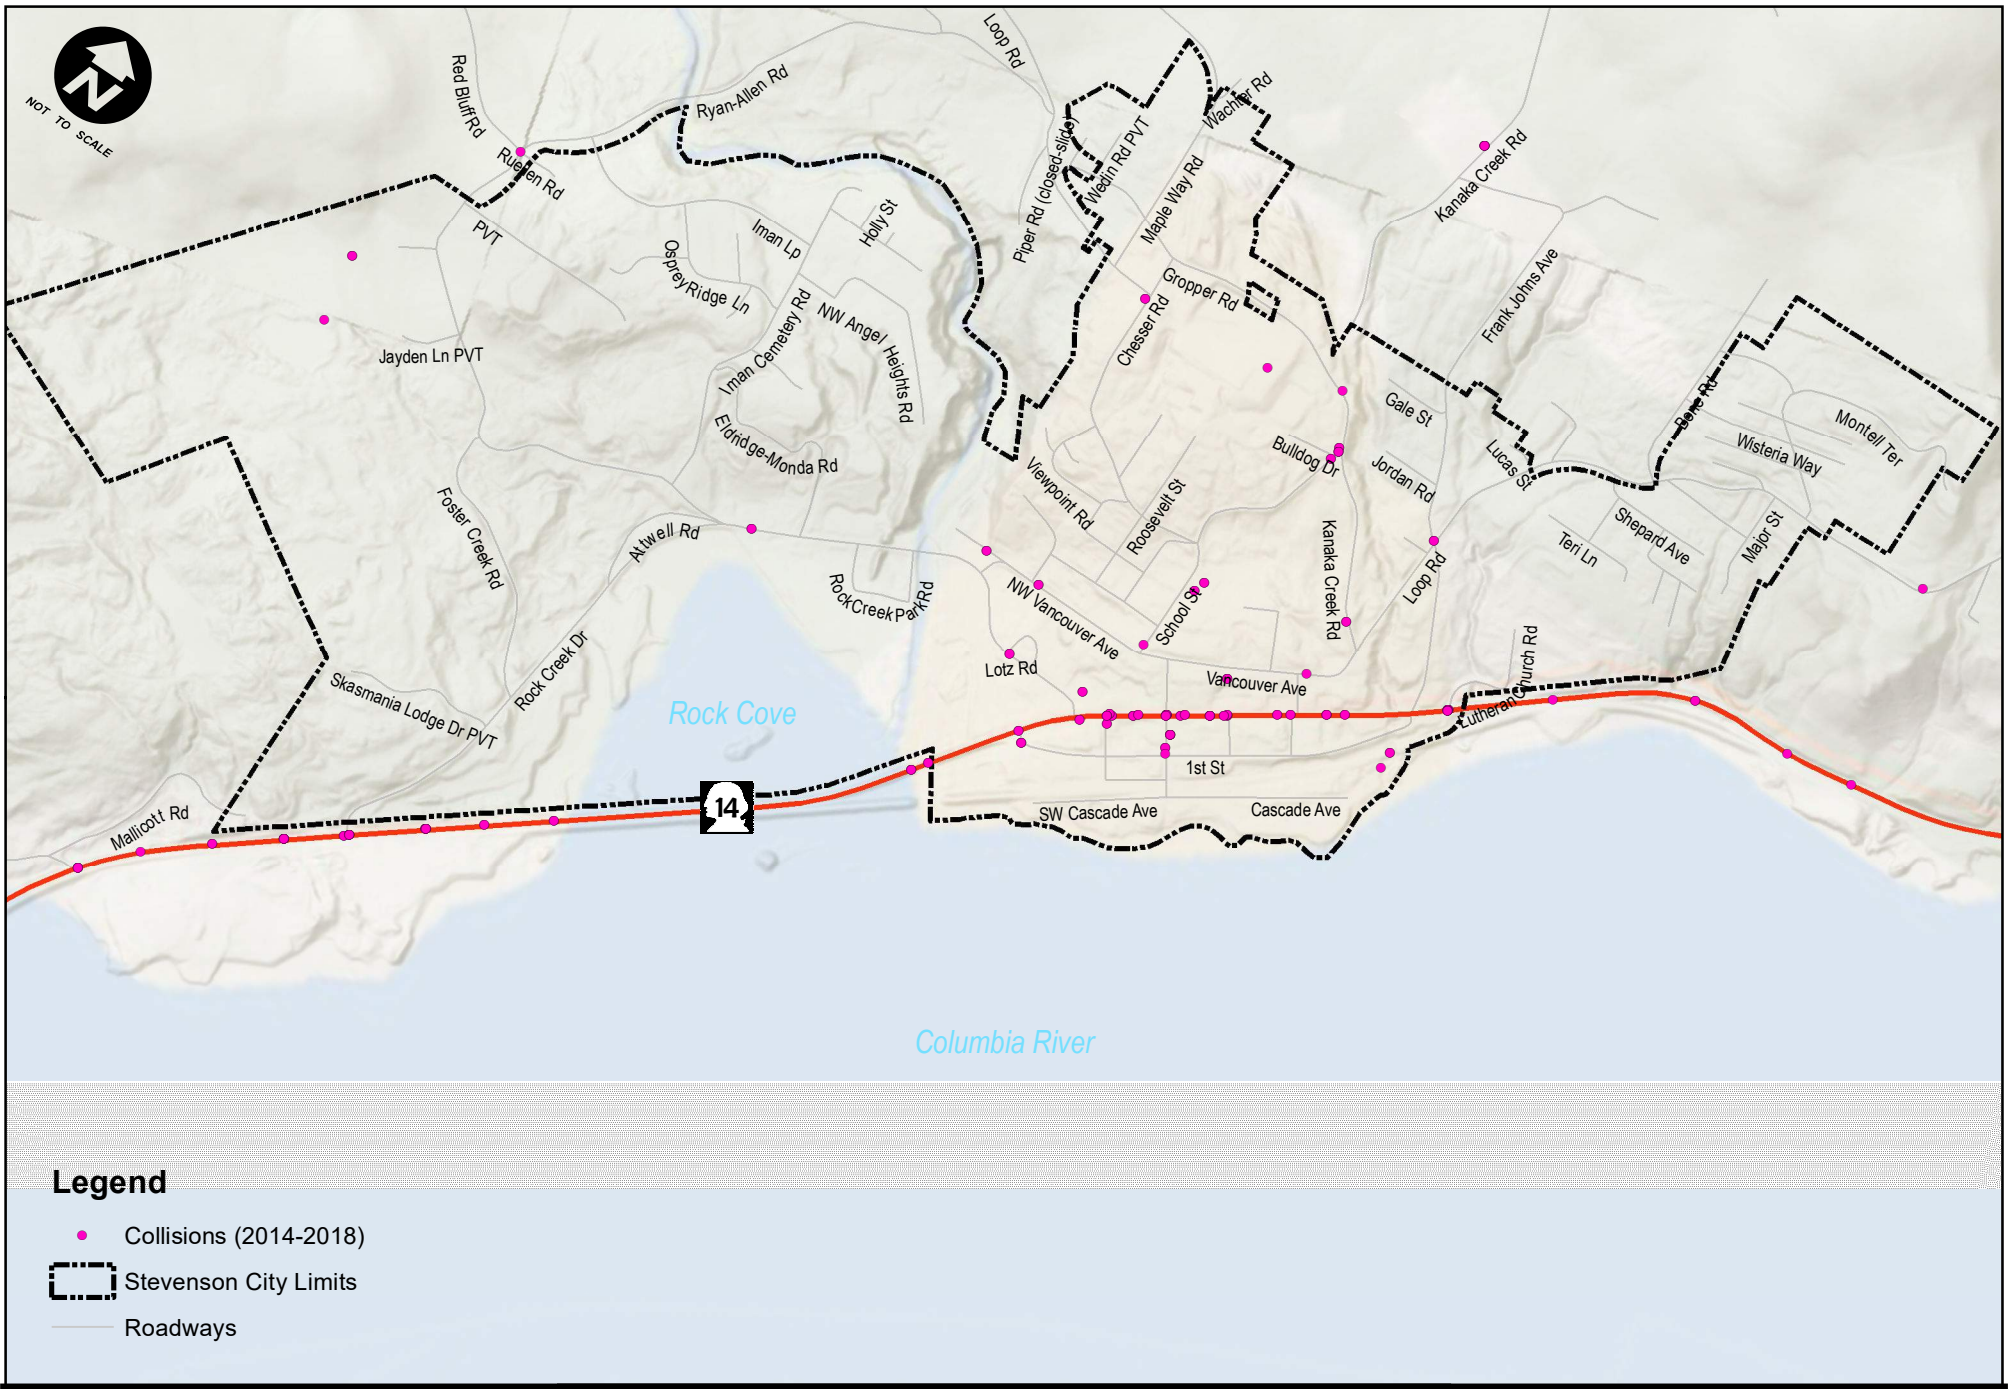 N
NOT TO SCALE
Red Bluff Rd
Ryan-Allen Rd
Loop Rd
Wachter Rd
Ruegen Rd
Piper Rd (closed-slide)
Wedin Rd PVT
Maple Way Rd
Kanaka Creek Rd
PVT
Iman Lp
Holly St
Osprey Ridge Ln
Gropper Rd
Frank Johns Ave
Jayden Ln PVT
Iman Cemetery Rd
NW Angel Heights Rd
Chesser Rd
Gale St
Bone Rd
Montell Ter
Wisteria Way
Eldridge-Monda Rd
Bulldog Dr
Jordan Rd
Lucas St
Viewpoint Rd
Roosevelt St
Foster Creek Rd
Attwell Rd
Kanaka Creek Rd
Shepard Ave
Teri Ln
Major St
Loop Rd
Rock Creek Park Rd
NW Vancouver Ave
School St
Lotz Rd
Vancouver Ave
Lutheran Church Rd
Rock Creek Dr
Skasmania Lodge Dr PVT
Rock Cove
1st St
14
SW Cascade Ave
Cascade Ave
Mallicott Rd
Columbia River
Legend
Collisions (2014-2018)
Stevenson City Limits
Roadways